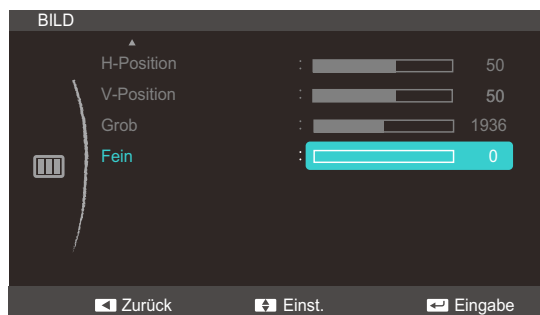 BILD
H-Position : 50
V-Position : 50
Grob : 1936
Fein : 0
Zurück Einst. Eingabe